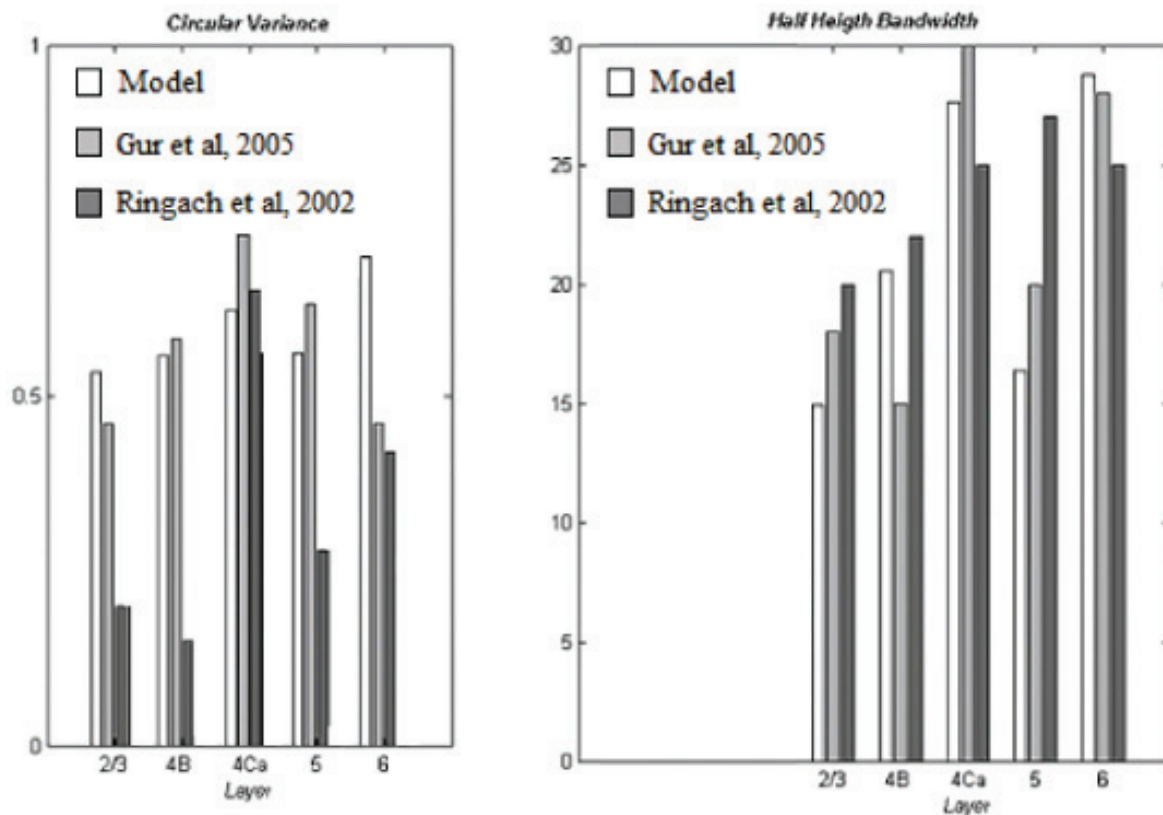 Circular Variance
1
Model
Gur et al, 2005
Ringach et al, 2002
0.5
0
2/3 4B 4Ca 5 6
Layer
Half Heigth Bandwidth
30
Model
25
Gur et al, 2005
Ringach et al, 2002
20
15
10
5
0
2/3 4B 4Ca 5 6
Layer